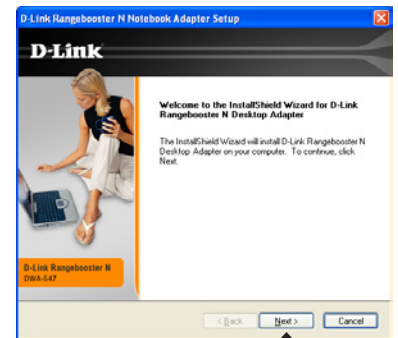 D-Link Rangebooster N Notebook Adapter Setup
D-Link
Welcome to the InstallShield Wizard for D-Link
Rangebooster N Desktop Adapter
The InstallShield Wizard will install D-Link Rangebooster N
Desktop Adapter on your computer. To continue, click
Next.
D-Link Rangebooster N
DWA-547
< Back
Next >
Cancel